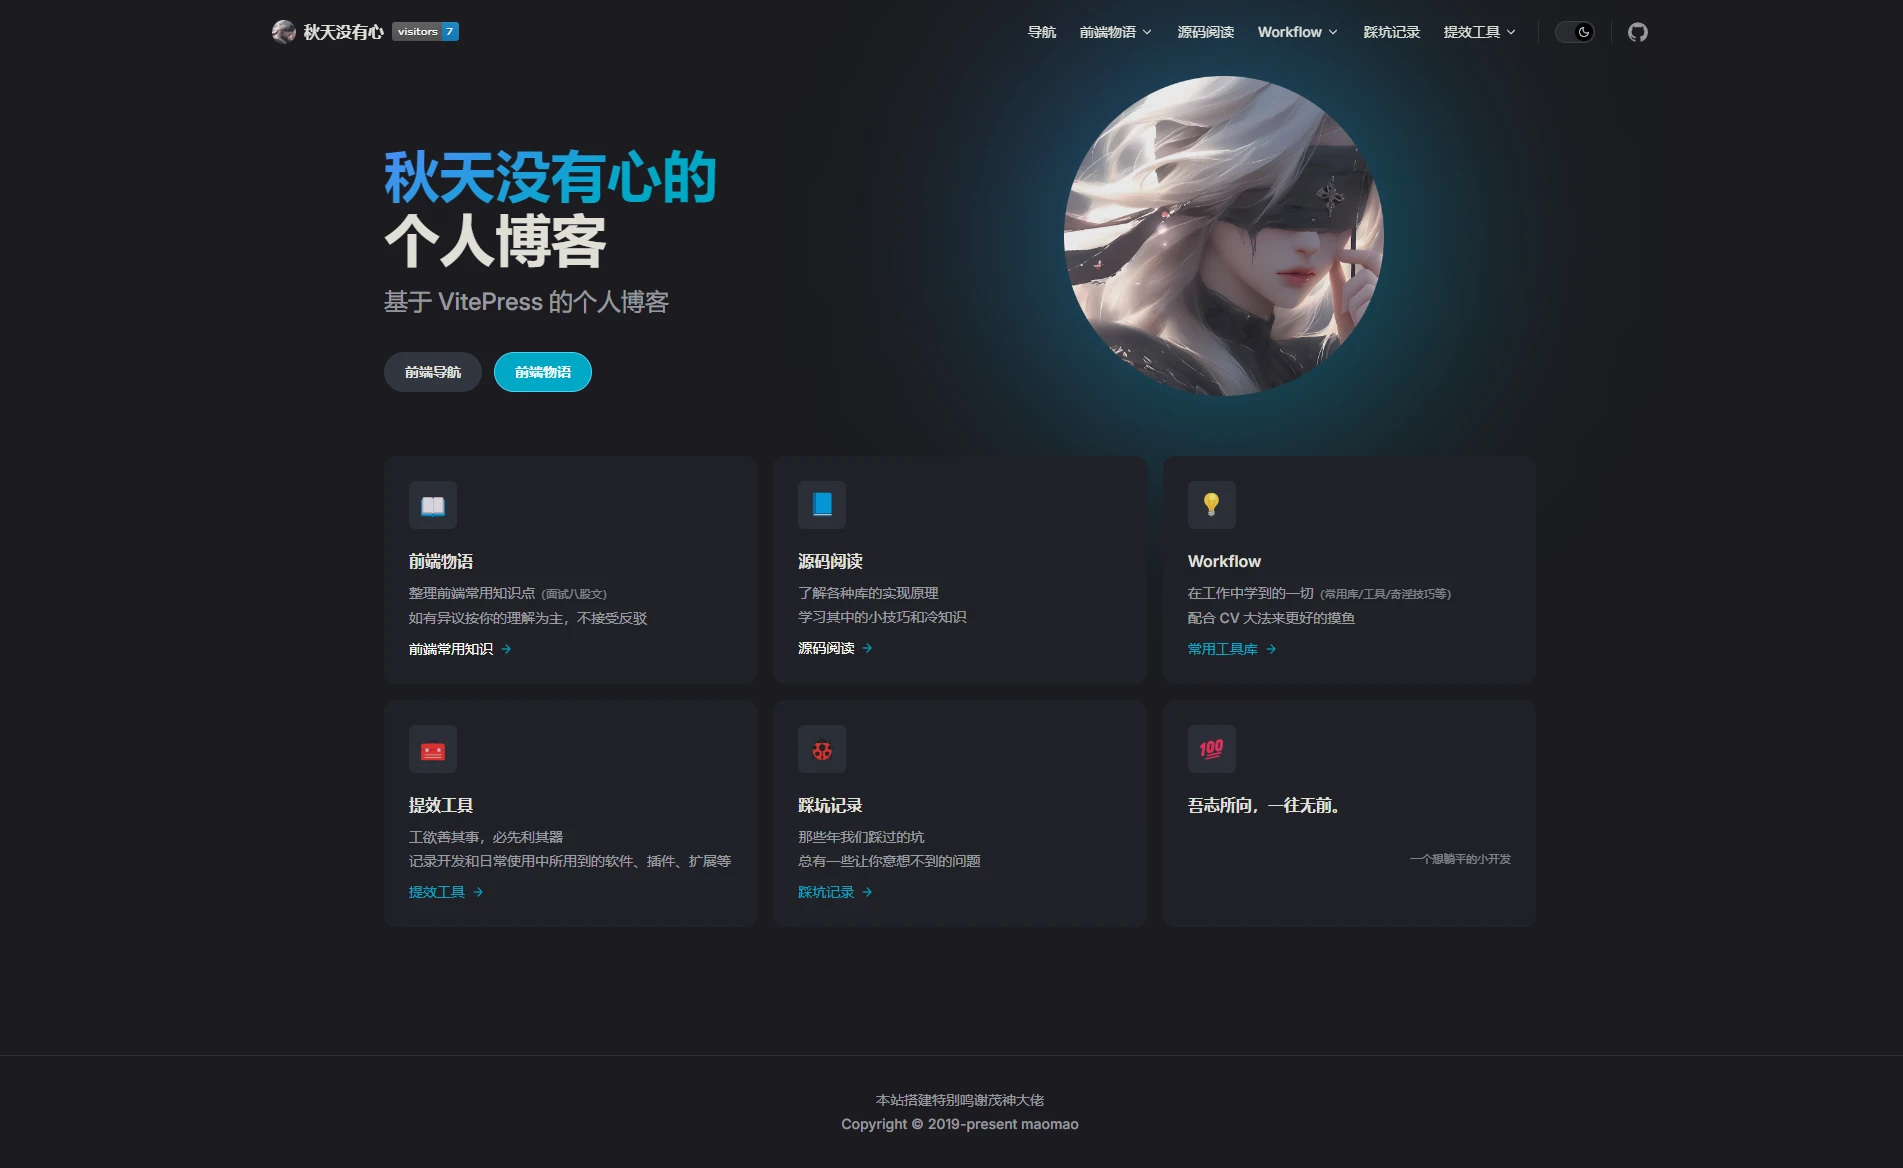 秋天没有心 visitors 7
导航 前端物语 源码阅读 Workflow 踩坑记录 提效工具
秋天没有心的
个人博客
基于 VitePress 的个人博客
前端导航 前端物语
前端物语
整理前端常用知识点（面试八股文）
如有异议按你的理解为主，不接受反驳
前端常用知识
源码阅读
了解各种库的实现原理
学习其中的小技巧和冷知识
源码阅读
Workflow
在工作中学到的一切（常用库/工具/奇淫技巧等）
配合 CV 大法来更好的摸鱼
常用工具库
提效工具
工欲善其事，必先利其器
记录开发和日常使用中所用到的软件、插件、扩展等
提效工具
踩坑记录
那些年我们踩过的坑
总有一些让你意想不到的问题
踩坑记录
100
吾志所向，一往无前。
一个想躺平的小开发
本站搭建特别鸣谢茂神大佬
Copyright © 2019-present maomao